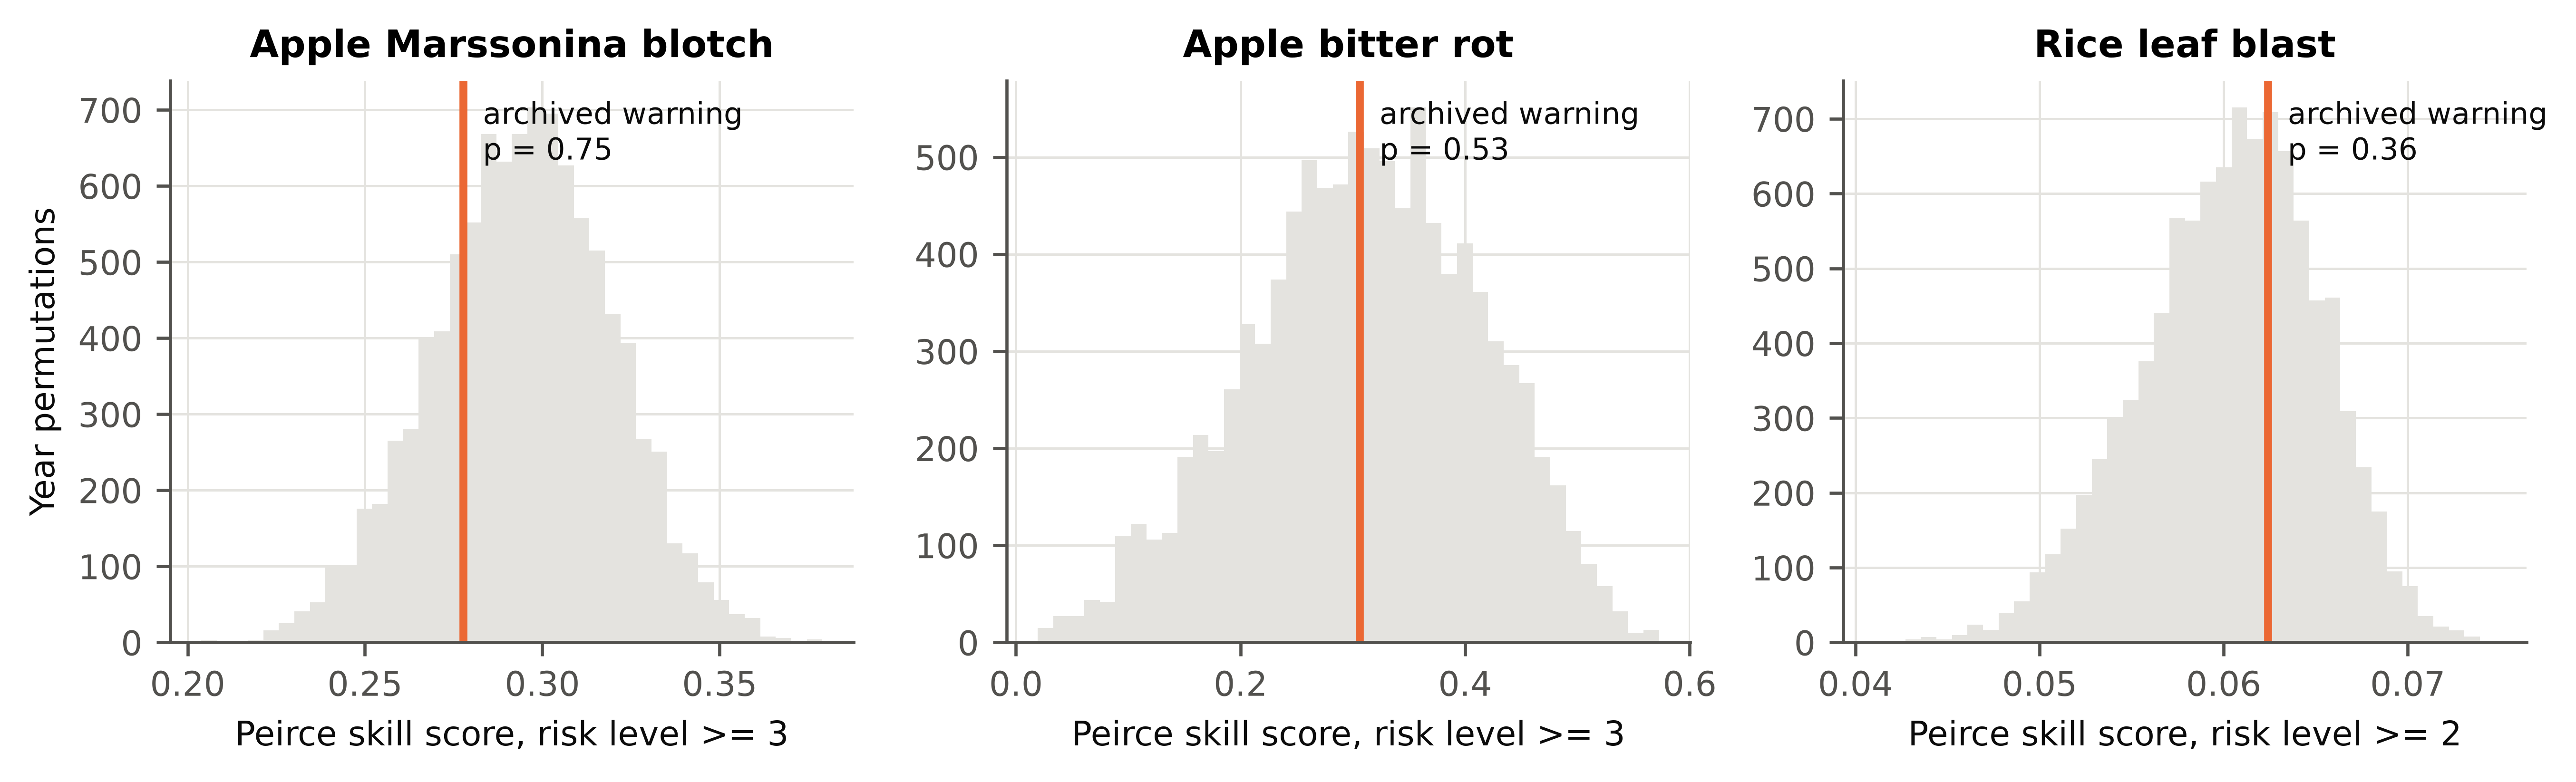 Apple Marssonina blotch
Apple bitter rot
Rice leaf blast
archived warning
p = 0.75
archived warning
p = 0.53
archived warning
p = 0.36
Year permutations
700
600
500
400
300
200
100
0
0.20
0.25
0.30
0.35
Peirce skill score, risk level >= 3
500
400
300
200
100
0
0.0
0.2
0.4
0.6
Peirce skill score, risk level >= 3
700
600
500
400
300
200
100
0
0.04
0.05
0.06
0.07
Peirce skill score, risk level >= 2